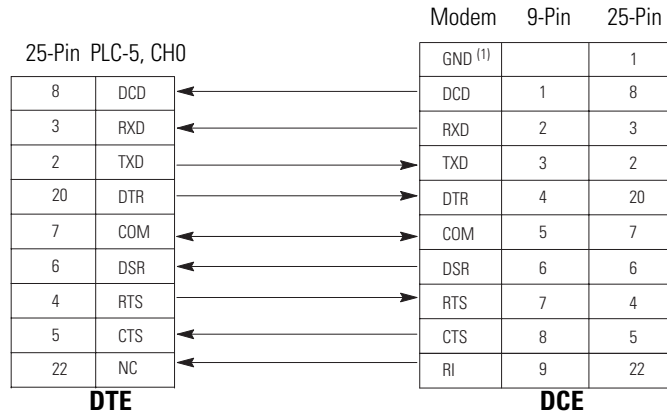 Modem 9-Pin 25-Pin
25-Pin PLC-5, CH0
GND (1) 1
8 DCD DCD 1 8
3 RXD RXD 2 3
2 TXD TXD 3 2
20 DTR DTR 4 20
7 COM COM 5 7
6 DSR DSR 6 6
4 RTS RTS 7 4
5 CTS CTS 8 5
22 NC RI 9 22
DTE DCE